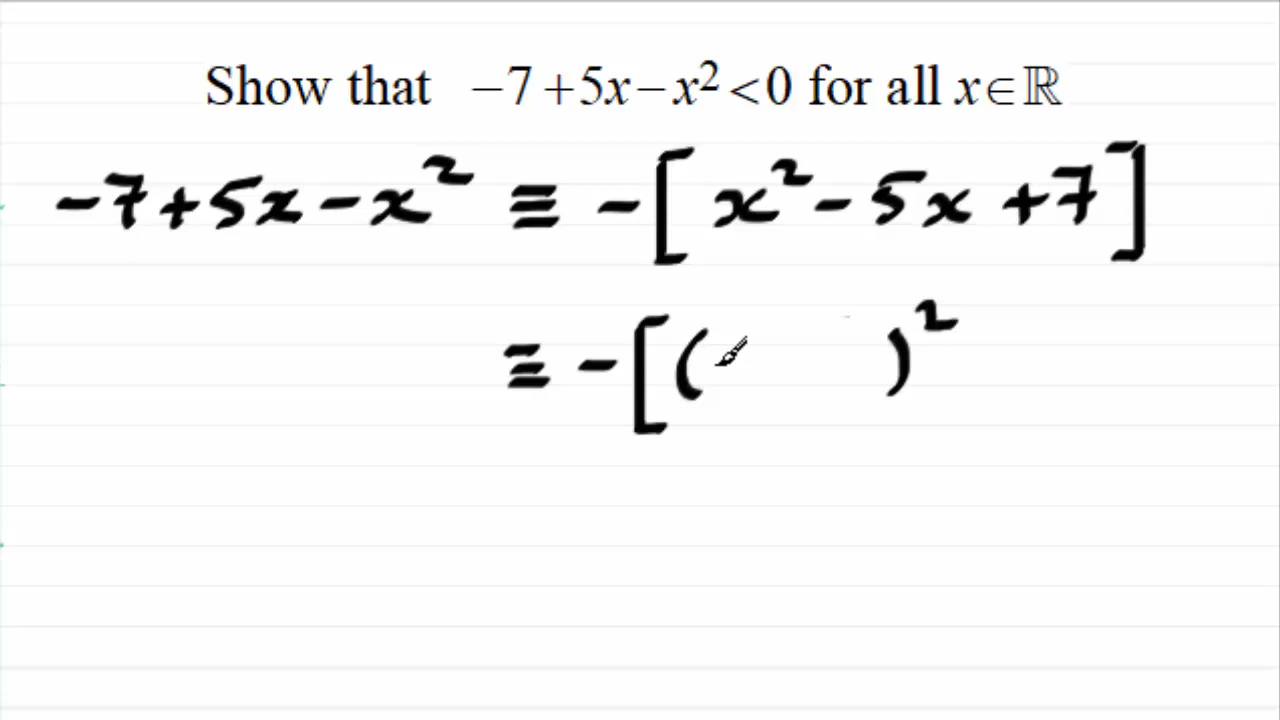 Show that −7+5x−x²<0 for all x∈ℝ
-7+5x-x² ≡ -[x²-5x+7]
≡ -[( )²